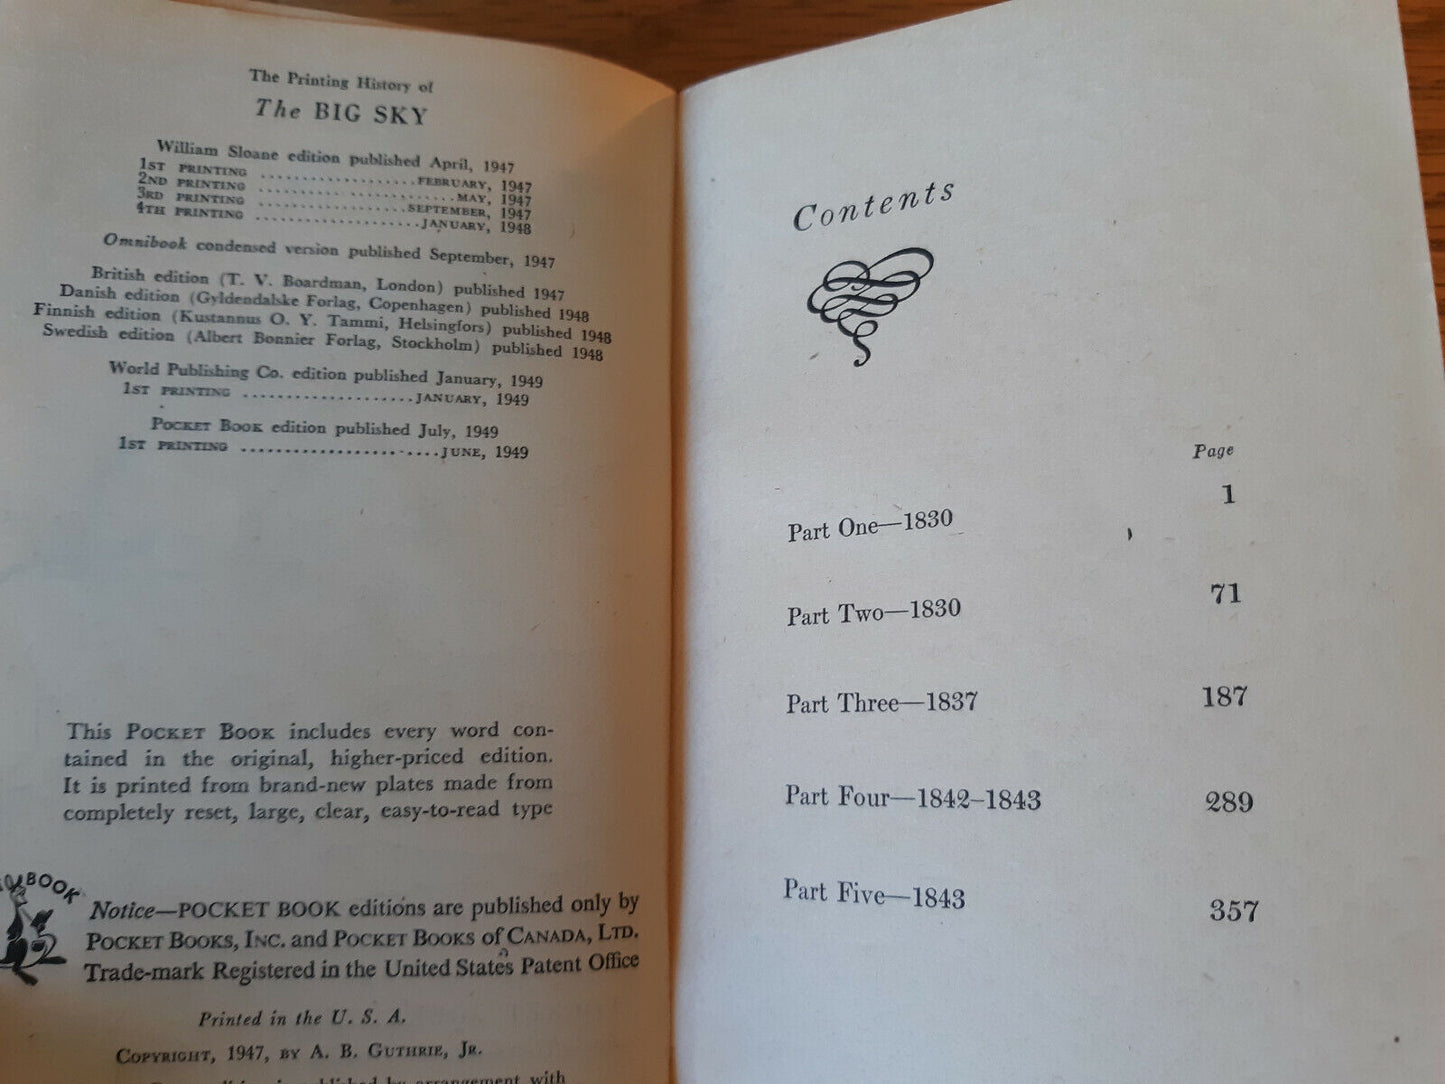 The Printing History of
The BIG SKY
William Sloane edition published April, 1947
1ST PRINTING ..................FEBRUARY, 1947
2ND PRINTING .......................MAY, 1947
3RD PRINTING .................SEPTEMBER, 1947
4TH PRINTING ...................JANUARY, 1948
Omnibook condensed version published September, 1947
British edition (T. V. Boardman, London) published 1947
Danish edition (Gyldendalske Forlag, Copenhagen) published 1948
Finnish edition (Kustannus O. Y. Tammi, Helsingfors) published 1948
Swedish edition (Albert Bonnier Forlag, Stockholm) published 1948
World Publishing Co. edition published January, 1949
1ST PRINTING ....................JANUARY, 1949
POCKET BOOK edition published July, 1949
1ST PRINTING .......................JUNE, 1949
This POCKET BOOK includes every word con-
tained in the original, higher-priced edition.
It is printed from brand-new plates made from
completely reset, large, clear, easy-to-read type
BOOK
Notice—POCKET BOOK editions are published only by
POCKET BOOKS, INC. and POCKET BOOKS of CANADA, LTD.
Trade-mark Registered in the United States Patent Office
Printed in the U. S. A.
COPYRIGHT, 1947, BY A. B. GUTHRIE, JR.
published by arrangement with
Contents
Page
Part One—1830 1
Part Two—1830 71
Part Three—1837 187
Part Four—1842–1843 289
Part Five—1843 357